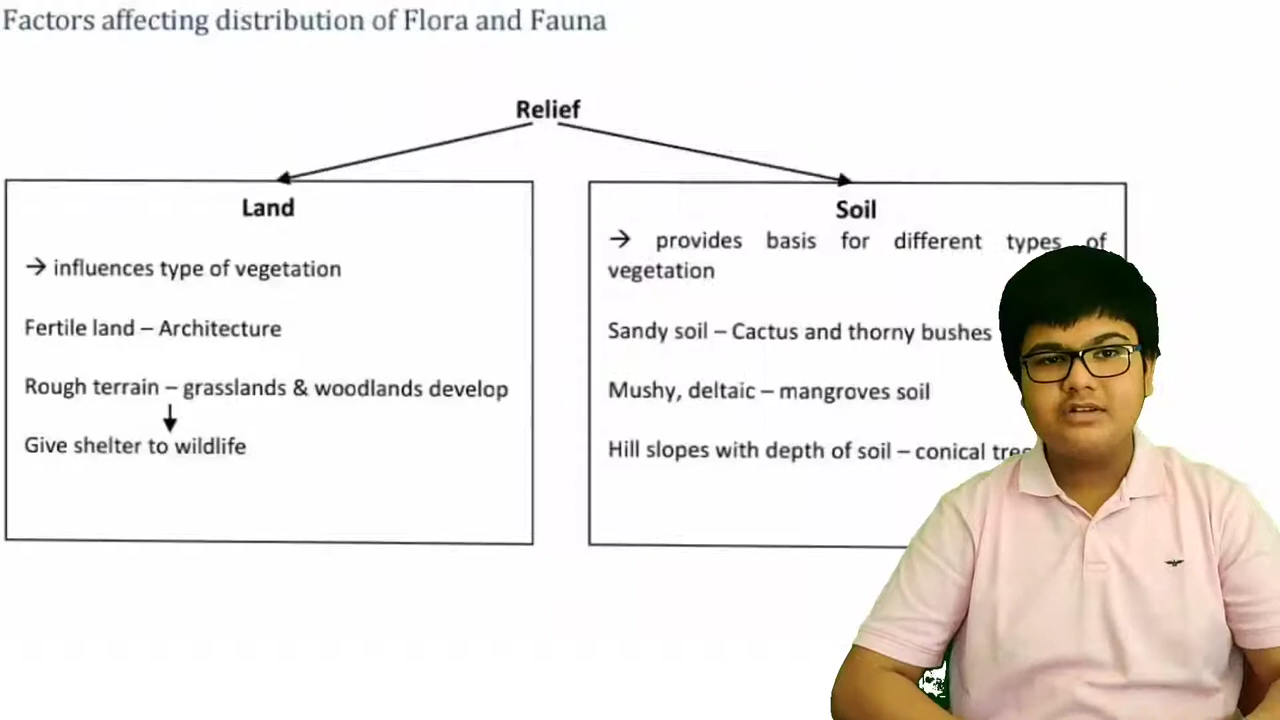 Factors affecting distribution of Flora and Fauna
Relief
Land
→ influences type of vegetation
Fertile land – Architecture
Rough terrain – grasslands & woodlands develop
Give shelter to wildlife
Soil
→ provides basis for different types of
vegetation
Sandy soil – Cactus and thorny bushes
Mushy, deltaic – mangroves soil
Hill slopes with depth of soil – conical